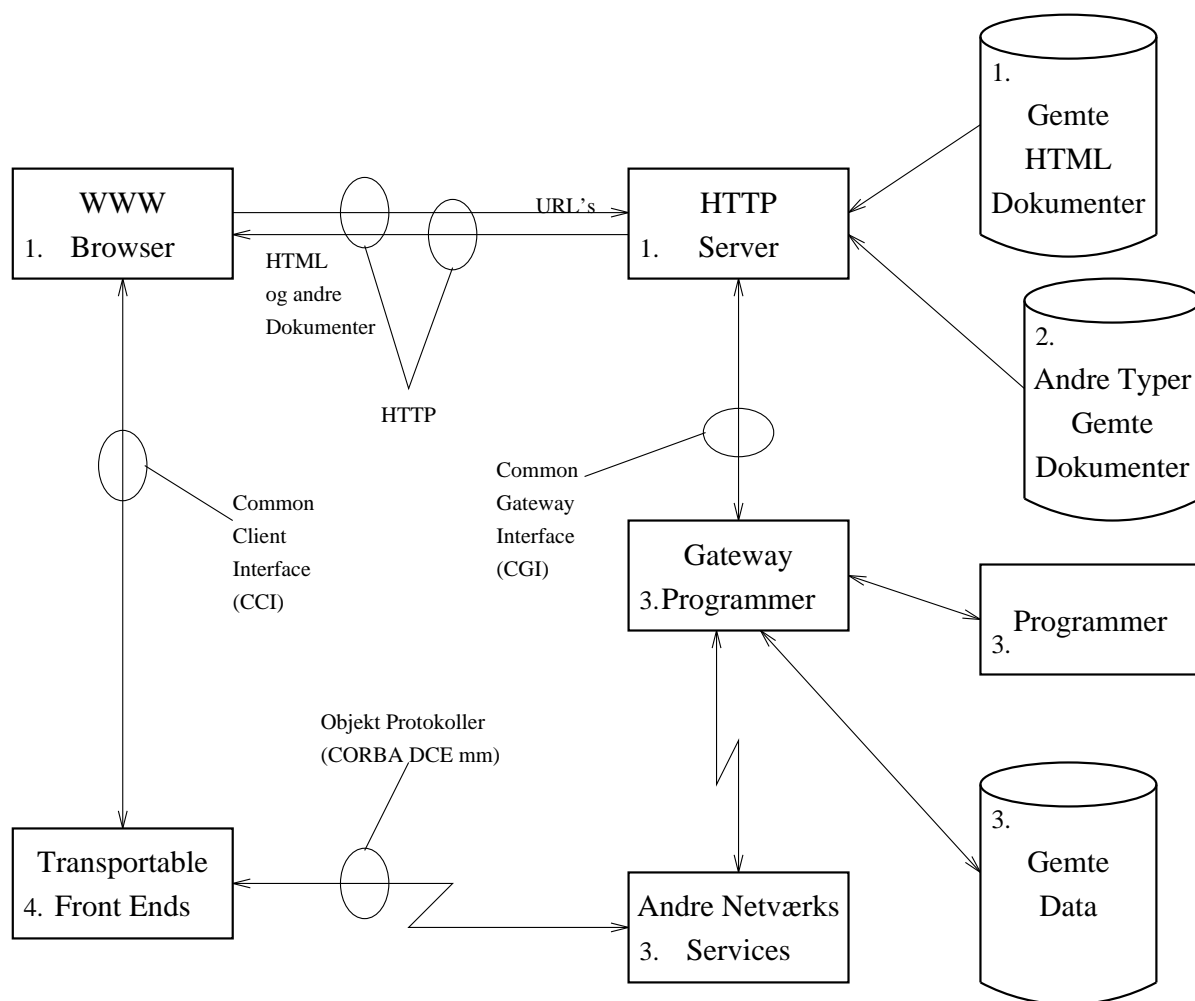 1.
Gemte
HTML
Dokumenter
WWW
1. Browser
URL's
HTTP
1. Server
HTML
og andre
Dokumenter
2.
Andre Typer
Gemte
Dokumenter
HTTP
Common
Gateway
Interface
(CGI)
Common
Client
Interface
(CCI)
Gateway
3.Programmer
Programmer
3.
Objekt Protokoller
(CORBA DCE mm)
3.
Gemte
Data
Transportable
4. Front Ends
Andre Netværks
3. Services